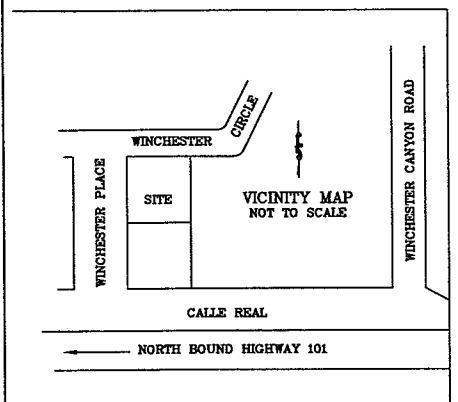 WINCHESTER CIRCLE
WINCHESTER PLACE
SITE
VICINITY MAP
NOT TO SCALE
WINCHESTER CANYON ROAD
CALLE REAL
NORTH BOUND HIGHWAY 101